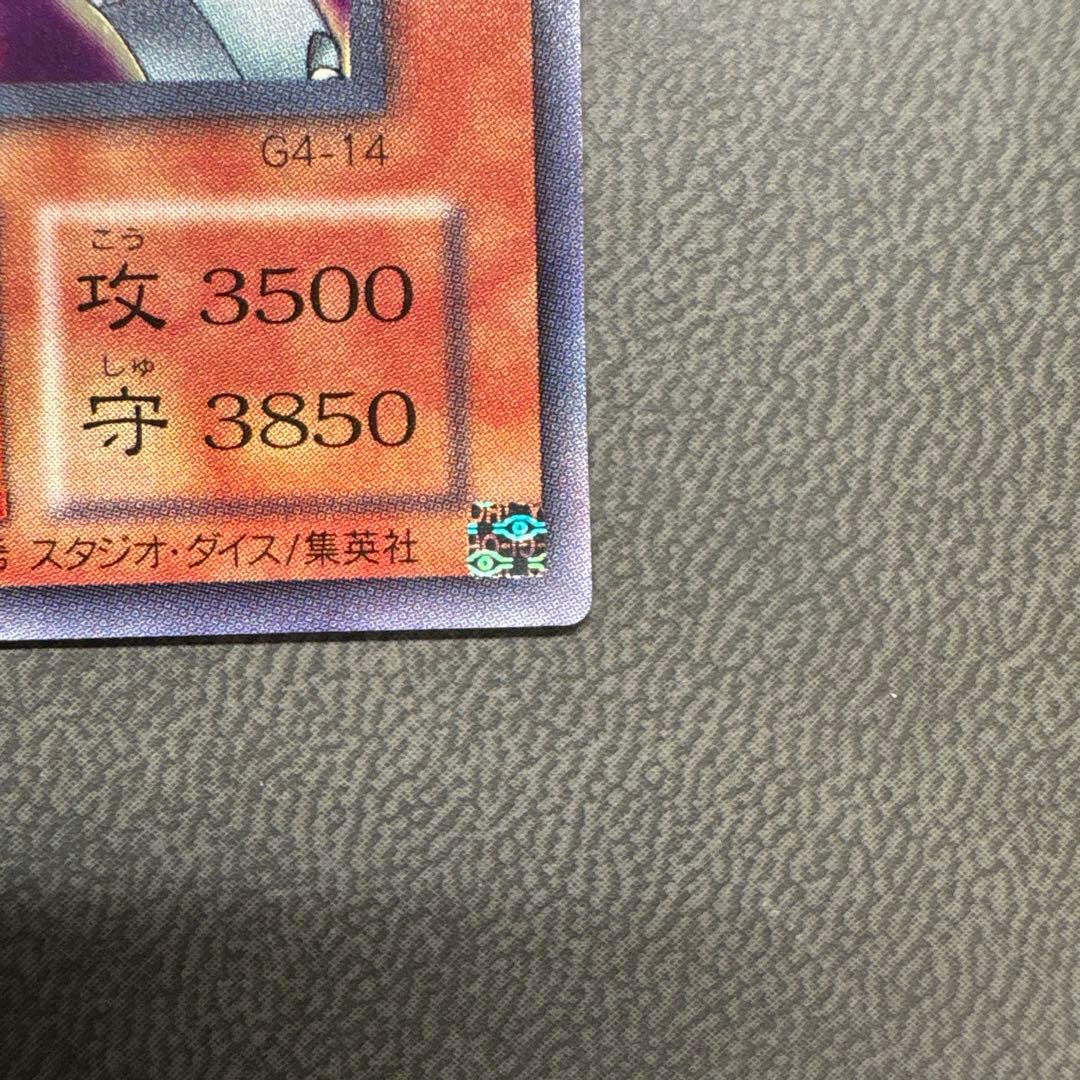 G4-14
こう
攻 3500
しゅ
守 3850
スタジオ・ダイス/集英社